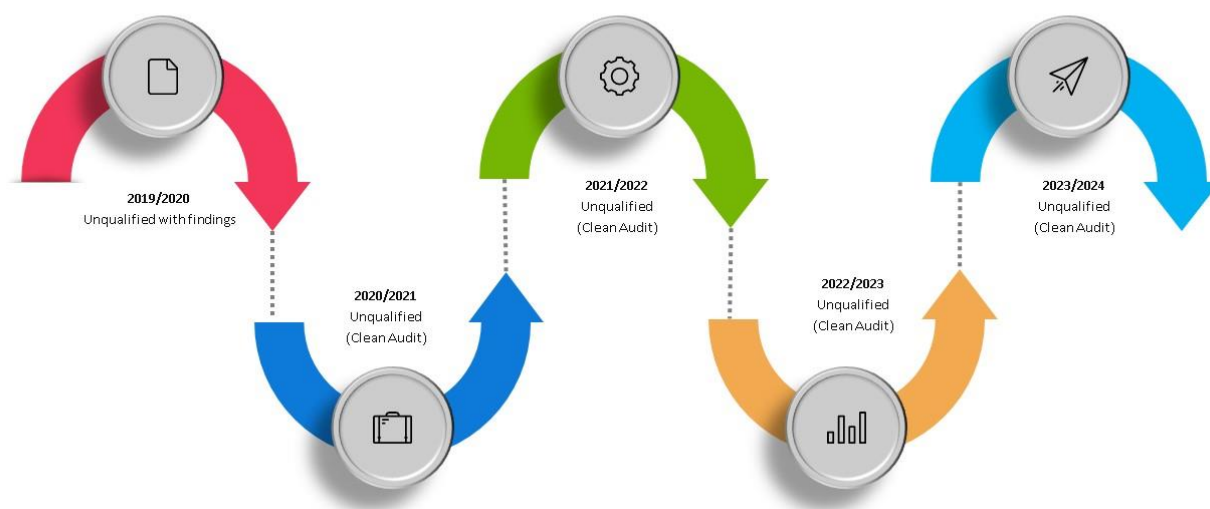 2019/2020
Unqualified with findings
2020/2021
Unqualified
(Clean Audit)
2021/2022
Unqualified
(Clean Audit)
2022/2023
Unqualified
(Clean Audit)
2023/2024
Unqualified
(Clean Audit)